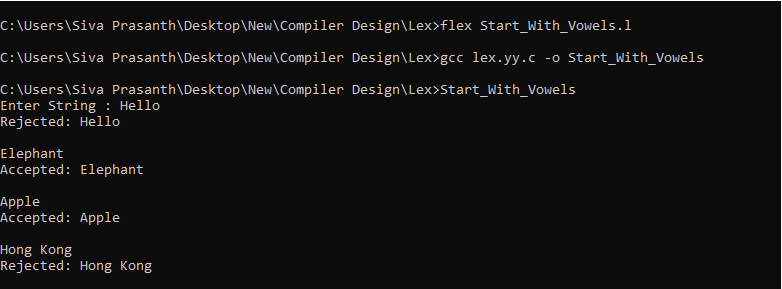 C:\Users\Siva Prasanth\Desktop\New\Compiler Design\Lex>flex Start_With_Vowels.l
C:\Users\Siva Prasanth\Desktop\New\Compiler Design\Lex>gcc lex.yy.c -o Start_With_Vowels
C:\Users\Siva Prasanth\Desktop\New\Compiler Design\Lex>Start_With_Vowels
Enter String : Hello
Rejected: Hello
Elephant
Accepted: Elephant
Apple
Accepted: Apple
Hong Kong
Rejected: Hong Kong